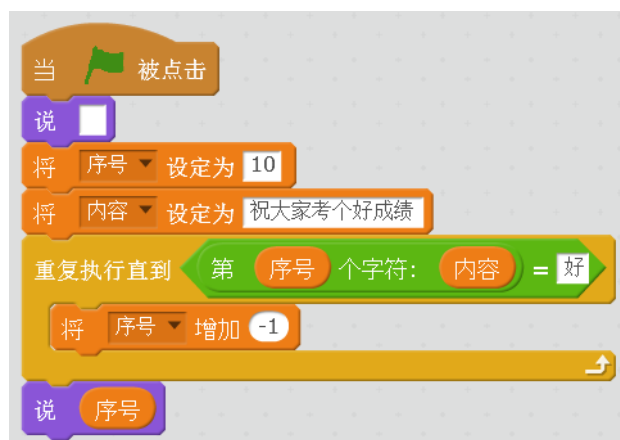 当 被点击
说
将 序号 设定为 10
将 内容 设定为 祝大家考个好成绩
重复执行直到 第 序号 个字符: 内容 = 好
将 序号 增加 -1
说 序号